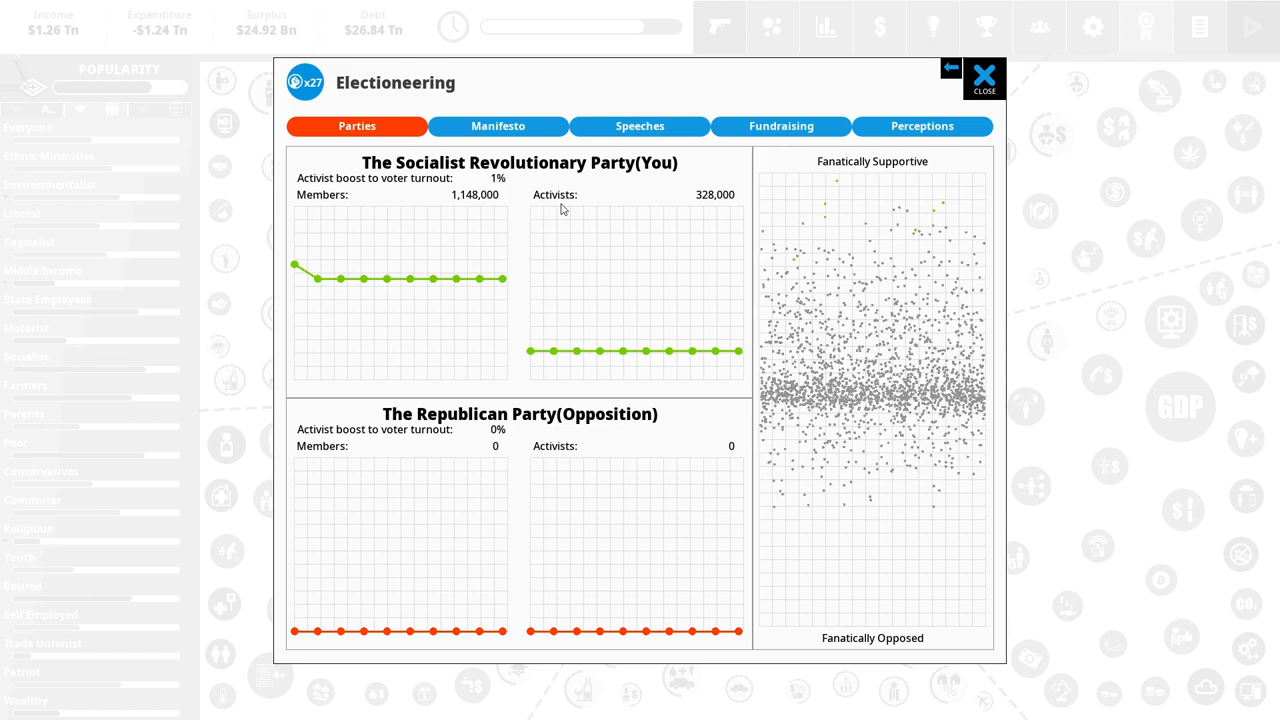 Income Expenditure Surplus Debt
$1.26 Tn -$1.24 Tn $24.92 Bn $26.84 Tn
POPULARITY
x27 Electioneering
CLOSE
Parties Manifesto Speeches Fundraising Perceptions
The Socialist Revolutionary Party(You)
Activist boost to voter turnout: 1%
Members: 1,148,000 Activists: 328,000
The Republican Party(Opposition)
Activist boost to voter turnout: 0%
Members: 0 Activists: 0
Fanatically Supportive
Fanatically Opposed
A...
Everyone
Ethnic Minorities
Environmentalist
Liberal
Capitalist
Middle Income
State Employees
Motorist
Socialist
Farmers
Parents
Poor
Conservatives
Commuter
Religious
Youth
Retired
Self Employed
Trade Unionist
Patriot
Wealthy
GDP
CO₂